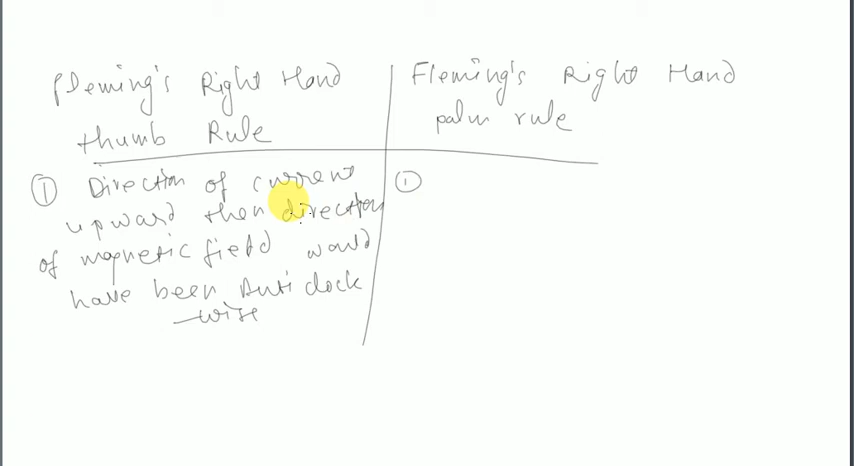 Fleming's Right Hand
thumb Rule
① Direction of current
upward then direction
of magnetic field would
have been Anti clock
-wise
Fleming's Right Hand
palm rule
①